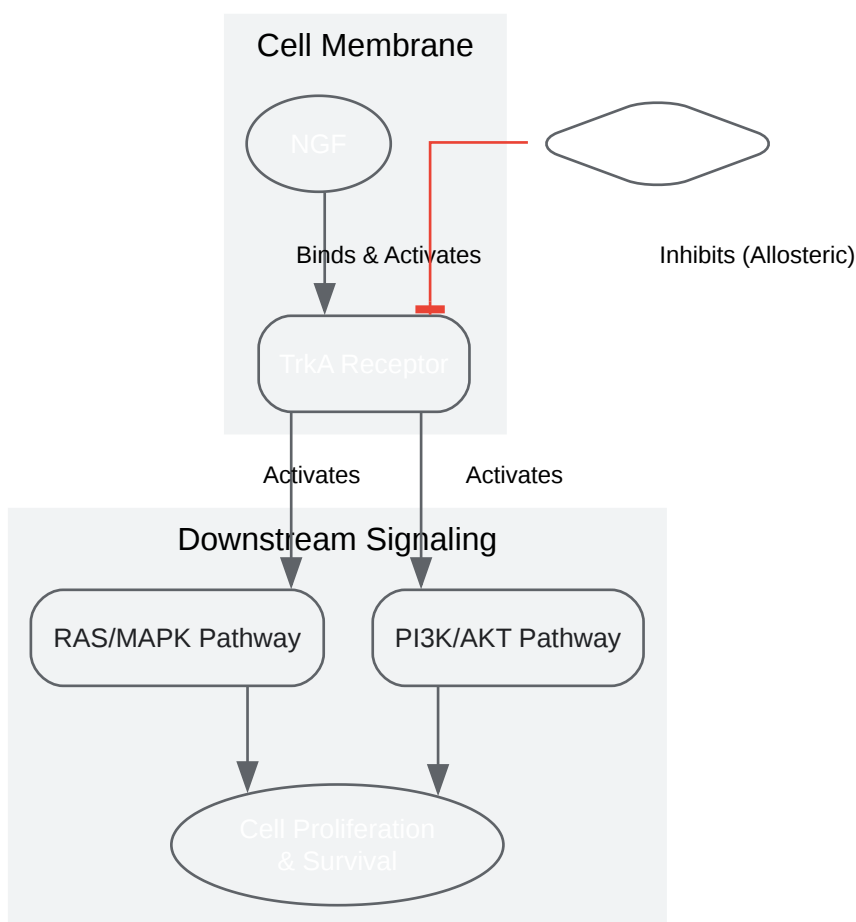 Cell Membrane
NGF
Binds & Activates
Inhibits (Allosteric)
TrkA Receptor
Activates
Activates
Downstream Signaling
RAS/MAPK Pathway
PI3K/AKT Pathway
Cell Proliferation
& Survival